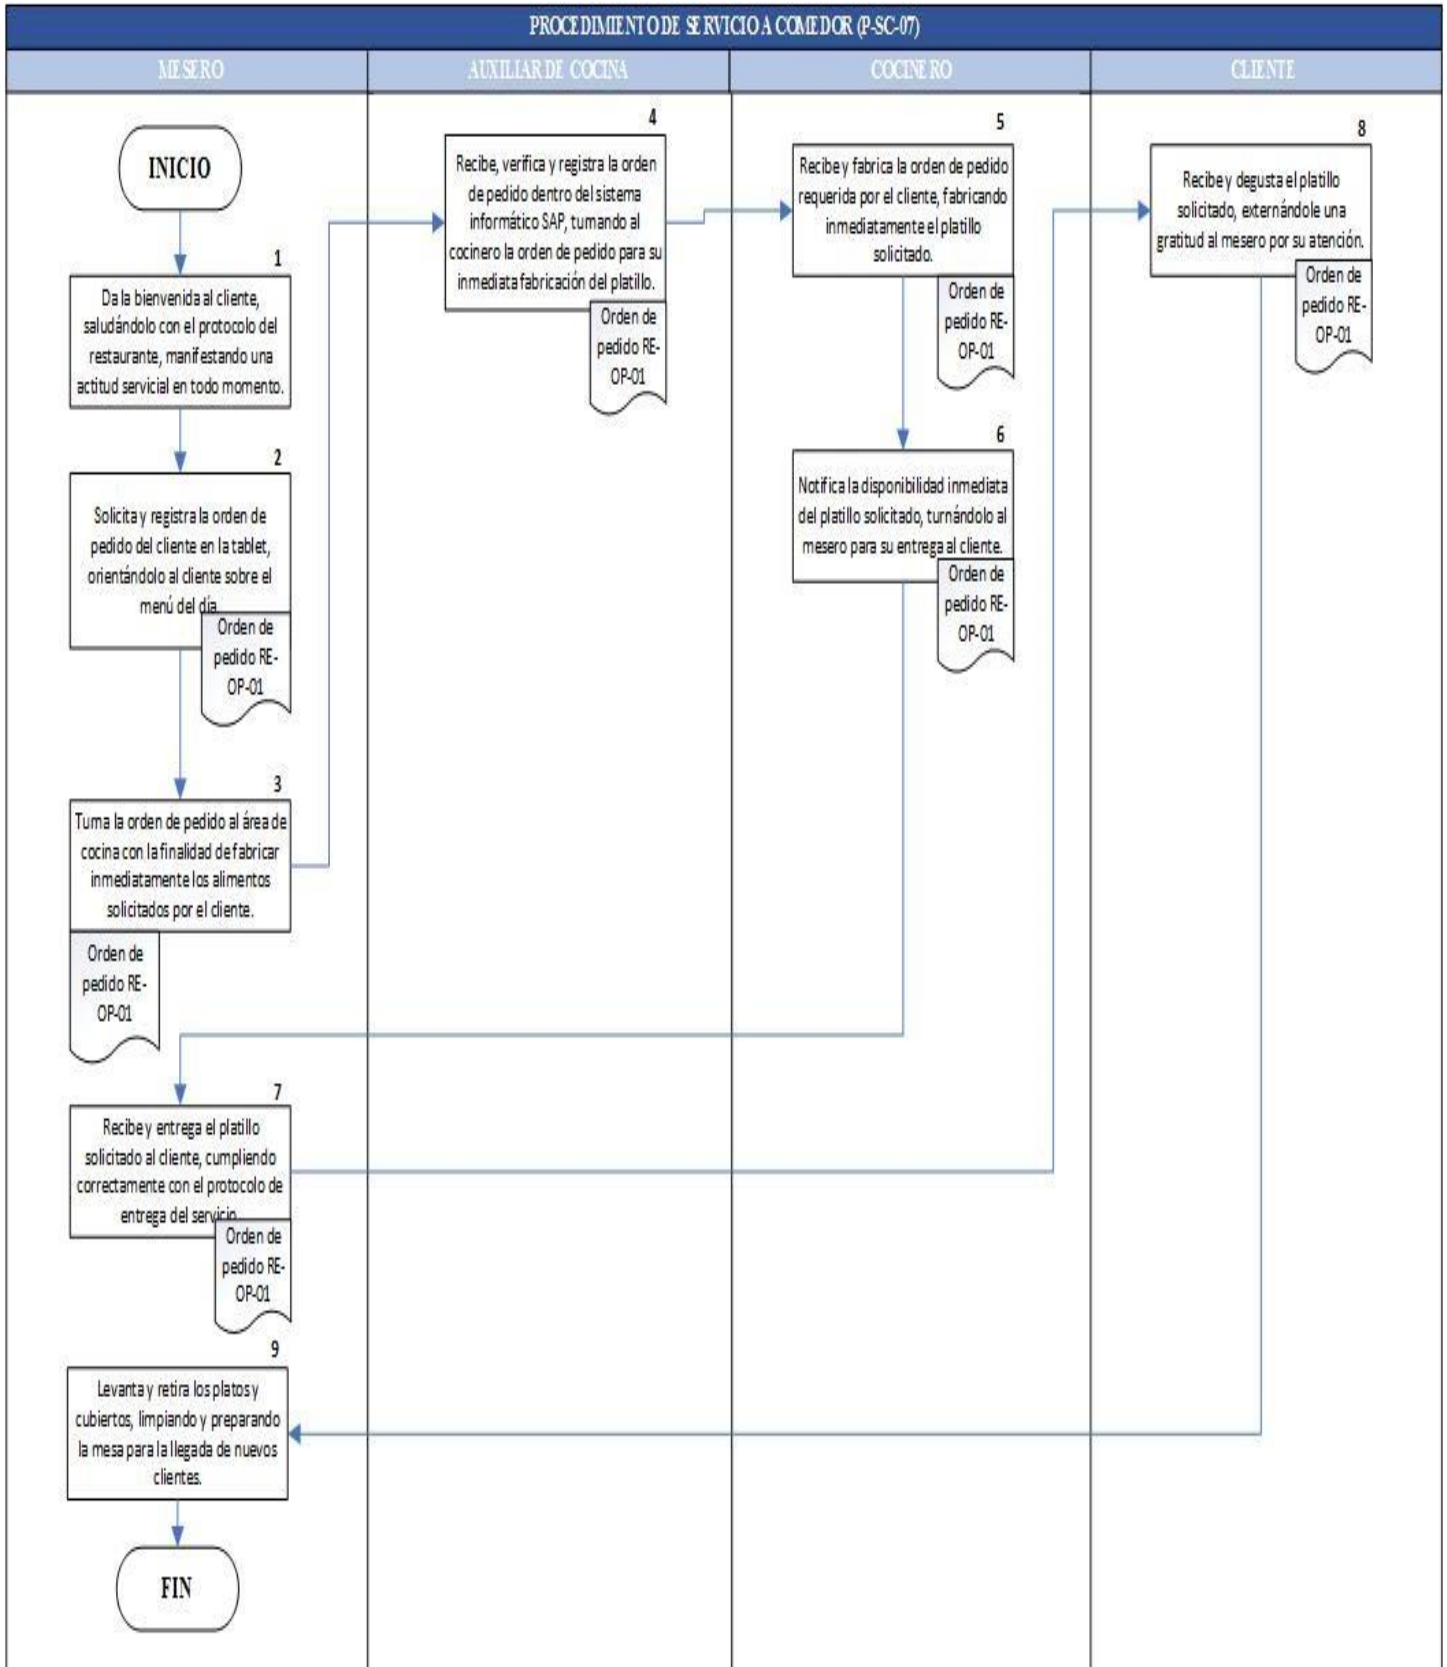 PROCEDIMIENTO DE SERVICIO A COMEDOR (P-SC-07)
MESERO
AUXILIAR DE COCINA
COCINERO
CLIENTE
INICIO
1
Da la bienvenida al cliente,
saludándolo con el protocolo del
restaurante, manifestando una
actitud servicial en todo momento.
2
Solicita y registra la orden de
pedido del cliente en la tablet,
orientándolo al cliente sobre el
menú del día.
Orden de
pedido RE-
OP-01
3
Turna la orden de pedido al área de
cocina con la finalidad de fabricar
inmediatamente los alimentos
solicitados por el cliente.
Orden de
pedido RE-
OP-01
4
Recibe, verifica y registra la orden
de pedido dentro del sistema
informático SAP, turnando al
cocinero la orden de pedido para su
inmediata fabricación del platillo.
Orden de
pedido RE-
OP-01
5
Recibe y fabrica la orden de pedido
requerida por el cliente, fabricando
inmediatamente el platillo
solicitado.
Orden de
pedido RE-
OP-01
6
Notifica la disponibilidad inmediata
del platillo solicitado, turnándolo al
mesero para su entrega al cliente.
Orden de
pedido RE-
OP-01
7
Recibe y entrega el platillo
solicitado al cliente, cumpliendo
correctamente con el protocolo de
entrega del servicio.
Orden de
pedido RE-
OP-01
8
Recibe y degusta el platillo
solicitado, externándole una
gratitud al mesero por su atención.
Orden de
pedido RE-
OP-01
9
Levanta y retira los platos y
cubiertos, limpiando y preparando
la mesa para la llegada de nuevos
clientes.
FIN